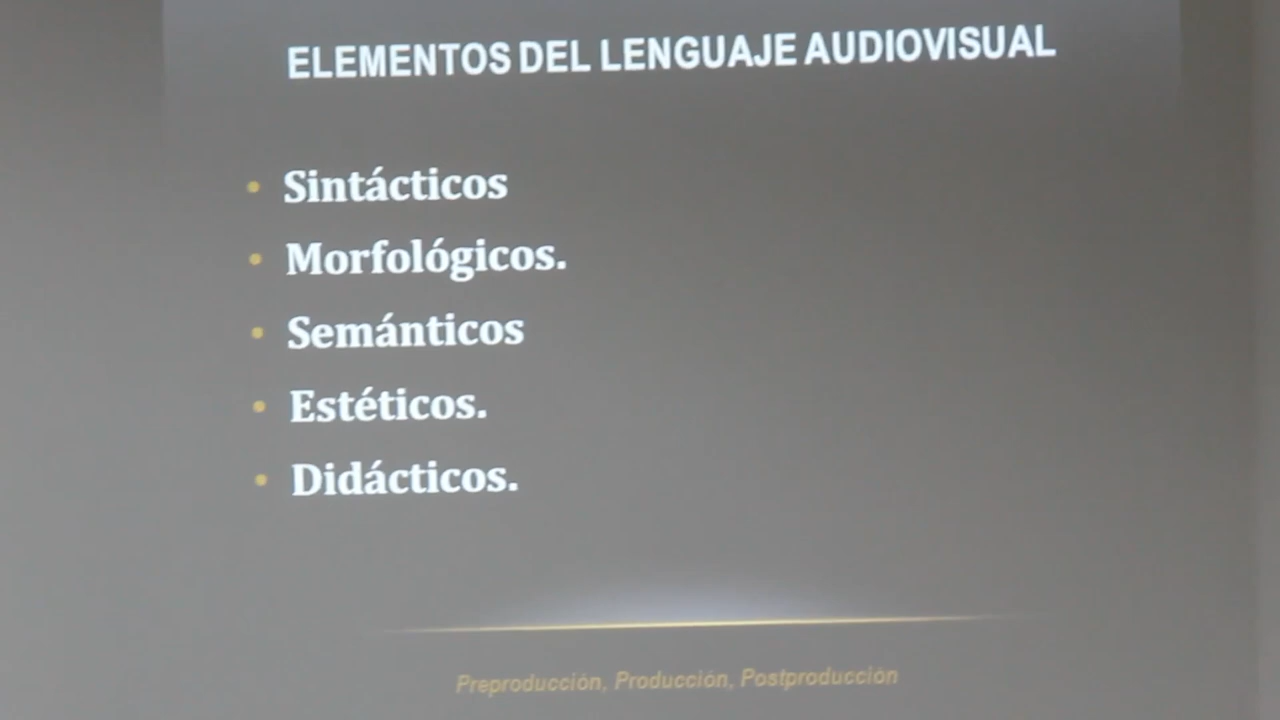 ELEMENTOS DEL LENGUAJE AUDIOVISUAL
• Sintácticos
• Morfológicos.
• Semánticos
• Estéticos.
• Didácticos.
Preproducción, Producción, Postproducción